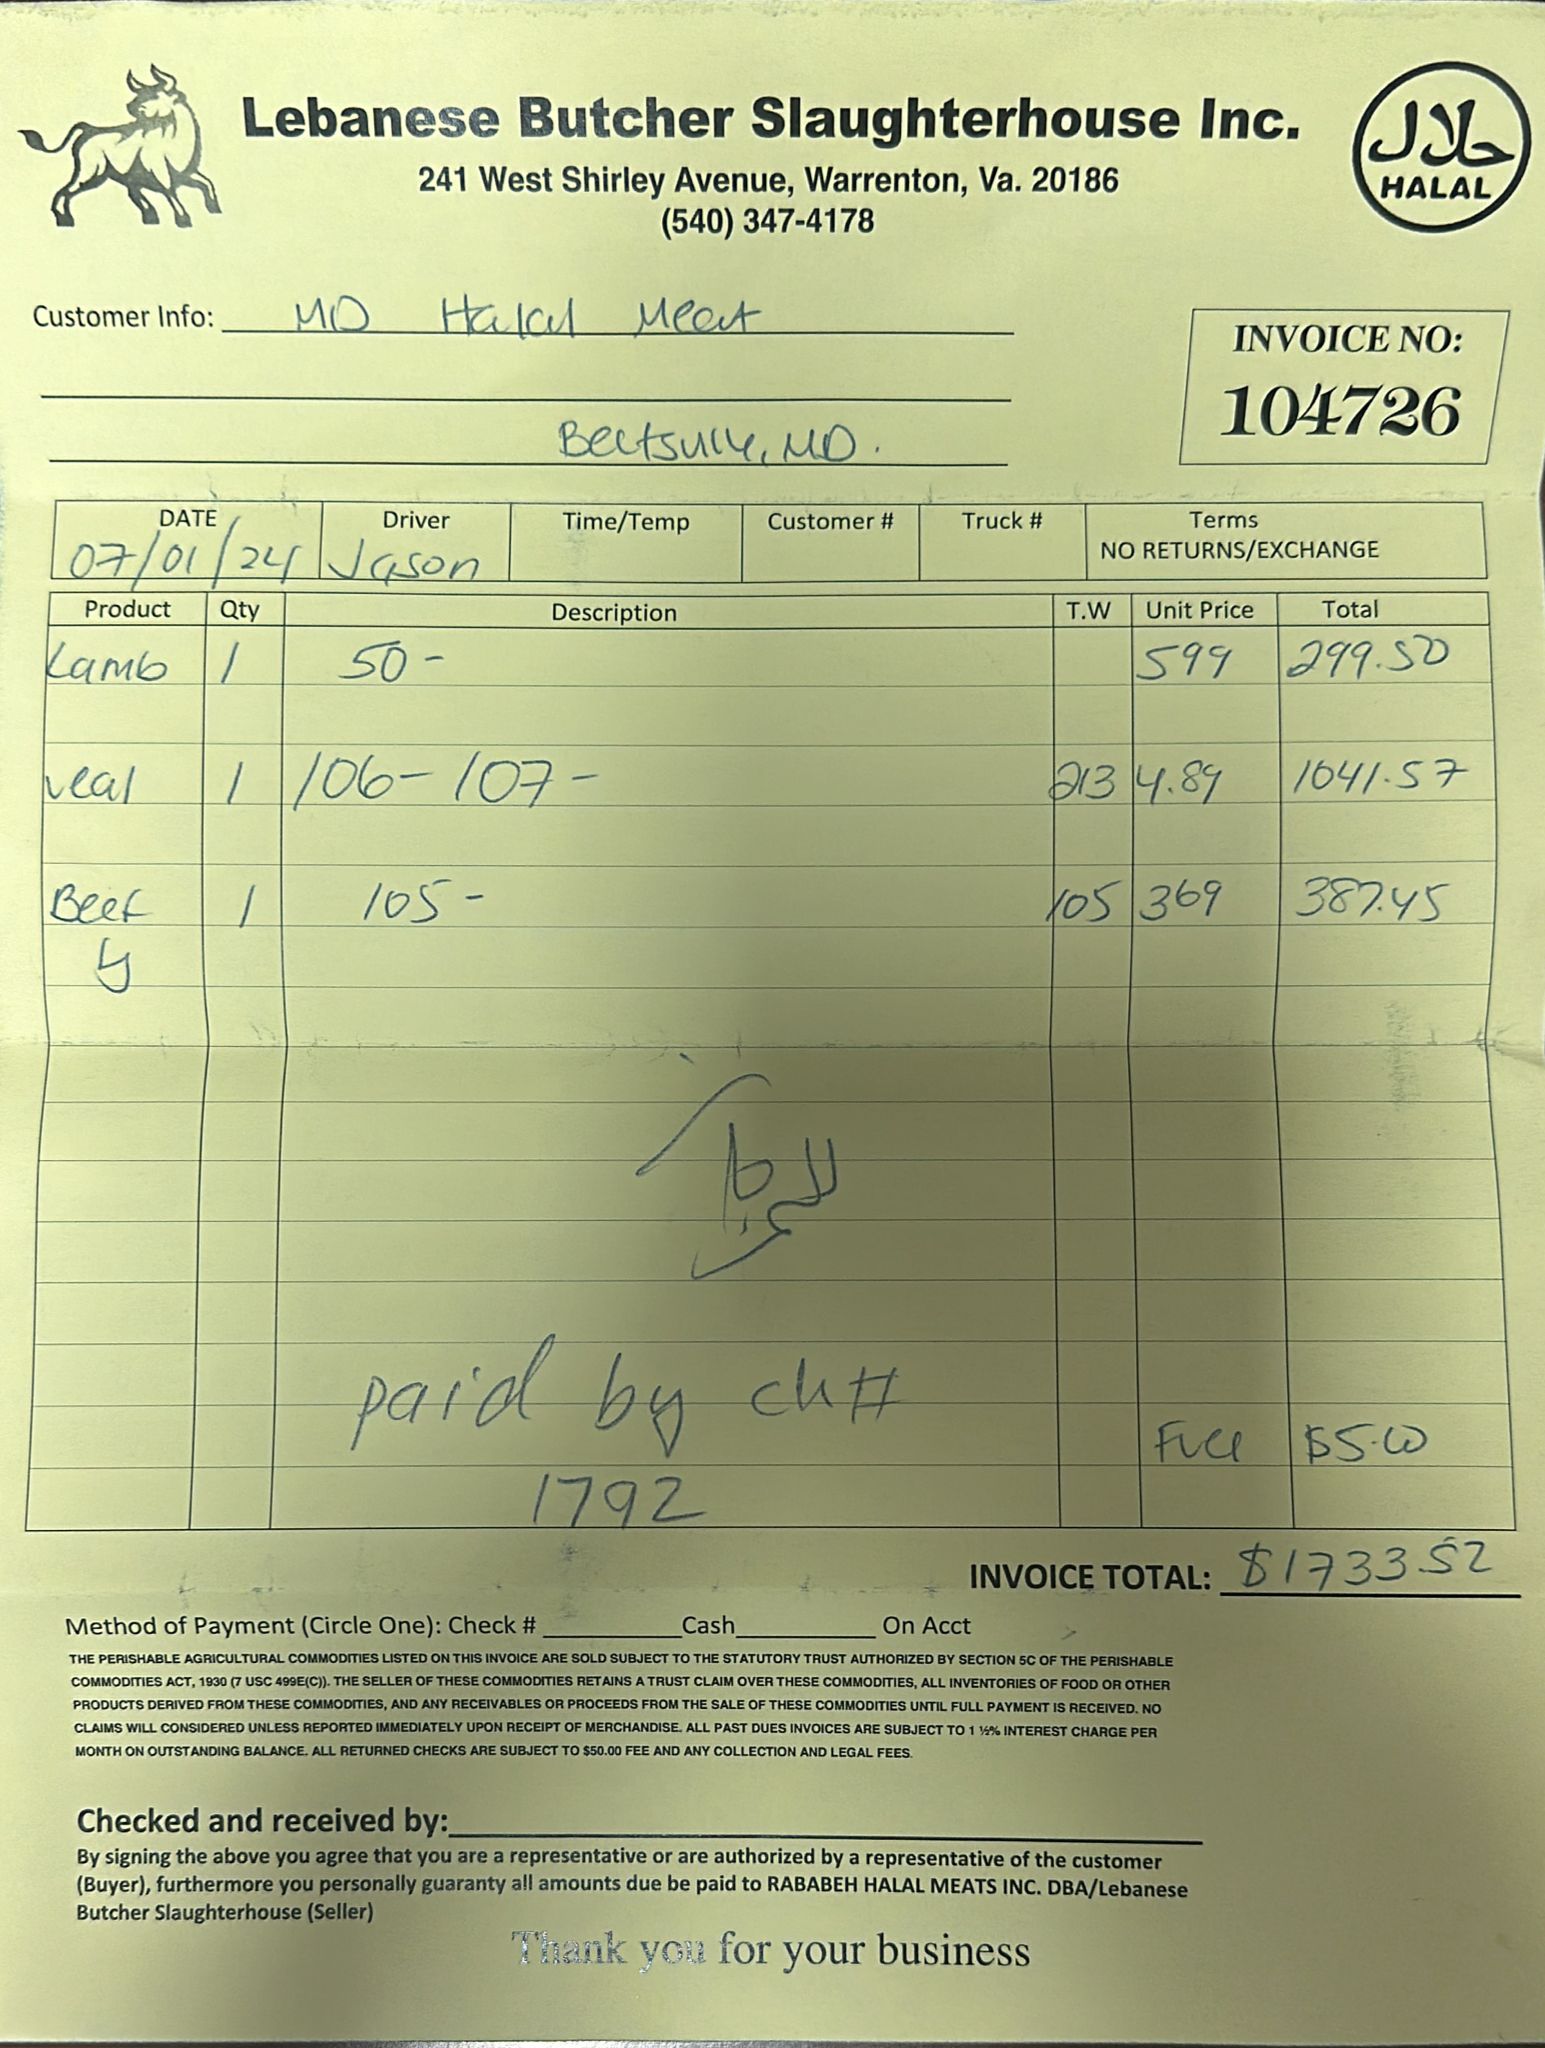 Lebanese Butcher Slaughterhouse Inc.
حلال
HALAL
241 West Shirley Avenue, Warrenton, Va. 20186
(540) 347-4178
Customer Info: MD Halal Meat
INVOICE NO:
104726
Beltsville, MD.
DATE Driver Time/Temp Customer # Truck # Terms
07/01/24 Jason NO RETURNS/EXCHANGE
Product Qty Description T.W Unit Price Total
Lamb 1 50- 599 299.50
veal 1 106- 107- 213 4.89 1041.57
Beef 1 105- 105 369 387.45
paid by ch#
Fuel $5.00
1792
INVOICE TOTAL: $1733.52
Method of Payment (Circle One): Check # Cash On Acct
THE PERISHABLE AGRICULTURAL COMMODITIES LISTED ON THIS INVOICE ARE SOLD SUBJECT TO THE STATUTORY TRUST AUTHORIZED BY SECTION 5C OF THE PERISHABLE
COMMODITIES ACT, 1930 (7 USC 499E(C)). THE SELLER OF THESE COMMODITIES RETAINS A TRUST CLAIM OVER THESE COMMODITIES, ALL INVENTORIES OF FOOD OR OTHER
PRODUCTS DERIVED FROM THESE COMMODITIES, AND ANY RECEIVABLES OR PROCEEDS FROM THE SALE OF THESE COMMODITIES UNTIL FULL PAYMENT IS RECEIVED. NO
CLAIMS WILL CONSIDERED UNLESS REPORTED IMMEDIATELY UPON RECEIPT OF MERCHANDISE. ALL PAST DUES INVOICES ARE SUBJECT TO 1 ½% INTEREST CHARGE PER
MONTH ON OUTSTANDING BALANCE. ALL RETURNED CHECKS ARE SUBJECT TO $50.00 FEE AND ANY COLLECTION AND LEGAL FEES.
Checked and received by:
By signing the above you agree that you are a representative or are authorized by a representative of the customer
(Buyer), furthermore you personally guaranty all amounts due be paid to RABABEH HALAL MEATS INC. DBA/Lebanese
Butcher Slaughterhouse (Seller)
Thank you for your business